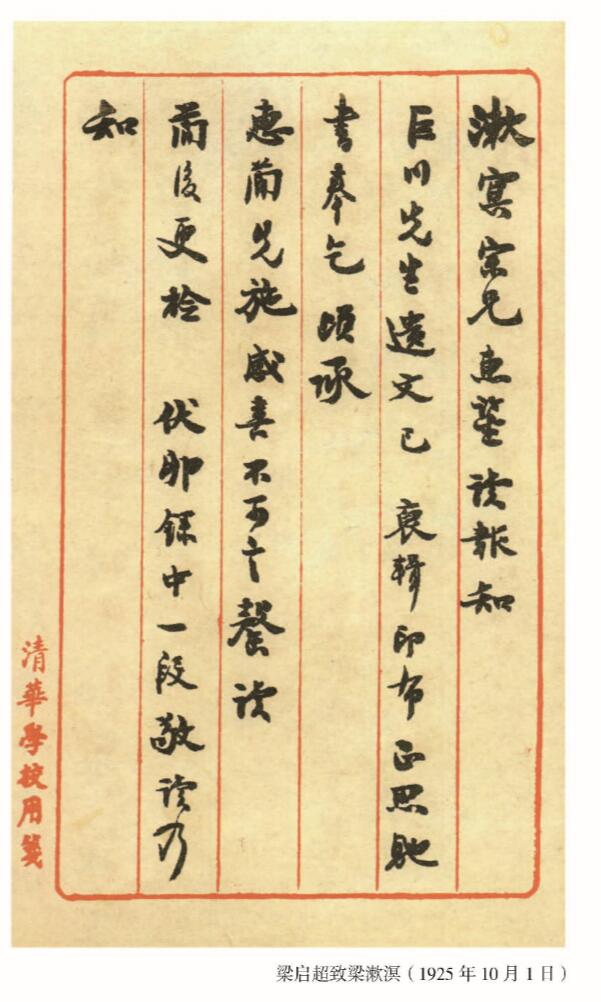 漱冥宗兄惠鑒讀報知
巨川先生遺文已裒輯印布正思馳
書奉乞頃承
惠簡先施感喜不可言罄讀
簡後更檢伏卵錄中一段敬讀乃
知
清華學校用箋
梁启超致梁漱溟（1925年10月1日）